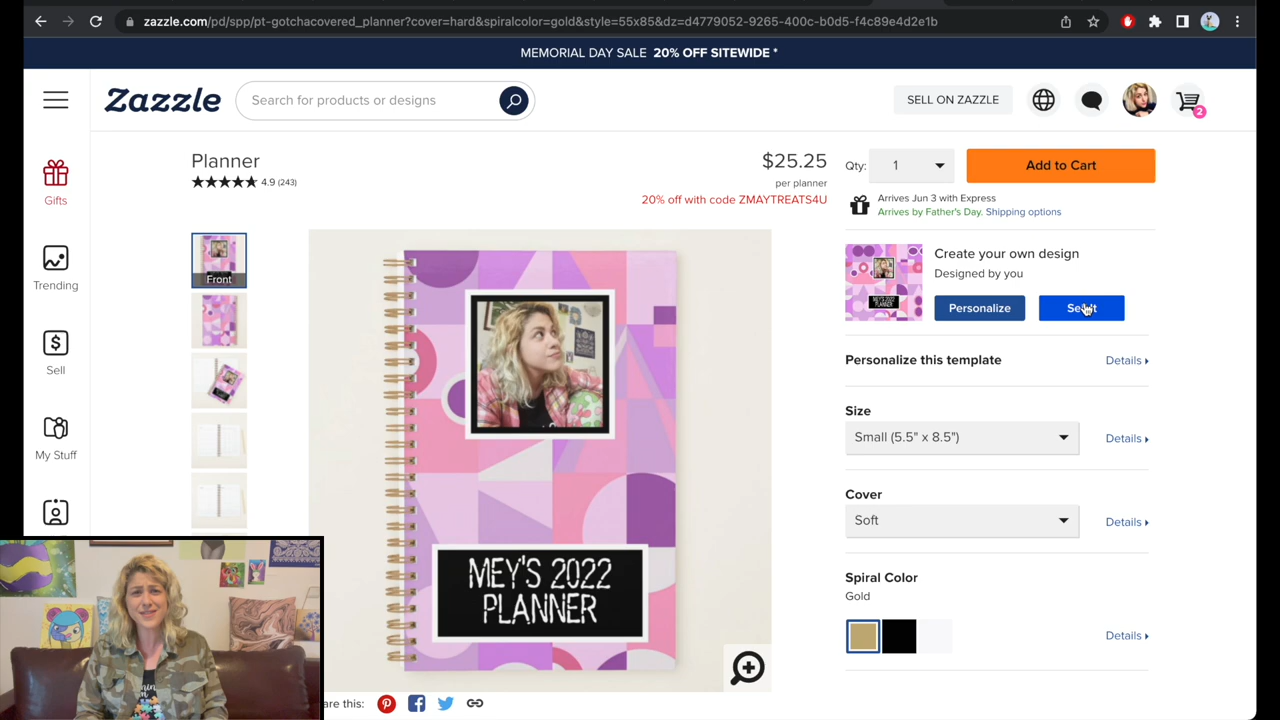 zazzle.com/pd/spp/pt-gotchacovered_planner?cover=hard&spiralcolor=gold&style=55x85&dz=d4779052-9265-400c-b0d5-f4c89e4d2e1b
MEMORIAL DAY SALE 20% OFF SITEWIDE *
Zazzle
Search for products or designs
SELL ON ZAZZLE
2
Gifts
Trending
Sell
My Stuff
Planner
4.9 (243)
$25.25
per planner
20% off with code ZMAYTREATS4U
Front
MEY'S 2022
PLANNER
Qty: 1
Add to Cart
Arrives Jun 3 with Express
Arrives by Father's Day. Shipping options
Create your own design
Designed by you
Personalize
Sell it
Personalize this template
Details
Size
Small (5.5" x 8.5")
Details
Cover
Soft
Details
Spiral Color
Gold
Details
are this: